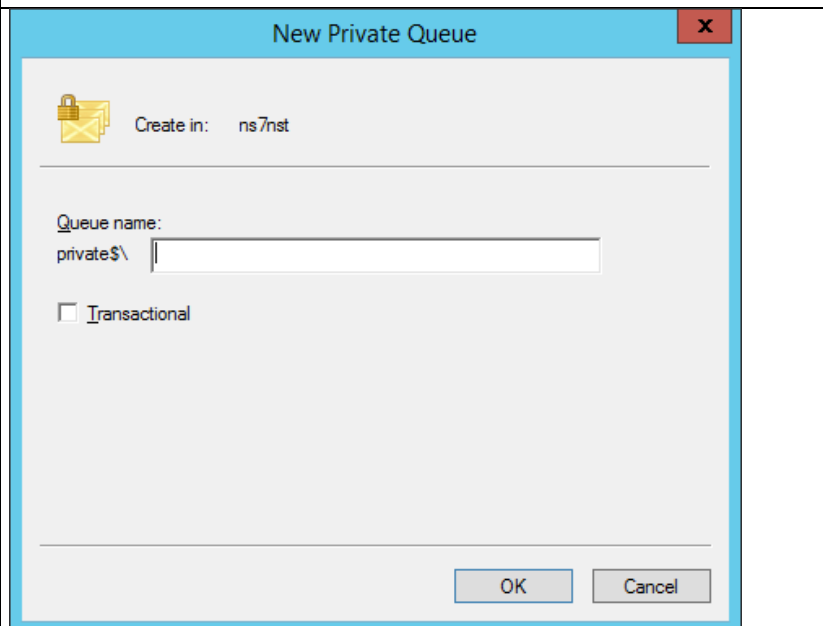 New Private Queue
x
Create in: ns7nst
Queue name:
private$\
Transactional
OK Cancel